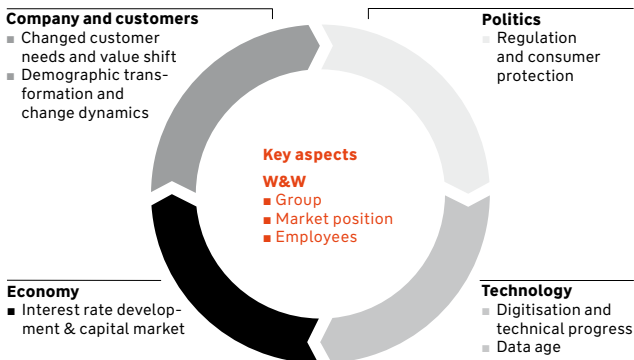 Company and customers
■ Changed customer
needs and value shift
■ Demographic trans-
formation and
change dynamics
Politics
■ Regulation
and consumer
protection
Key aspects
W&W
■ Group
■ Market position
■ Employees
Economy
■ Interest rate develop-
ment & capital market
Technology
■ Digitisation and
technical progress
■ Data age